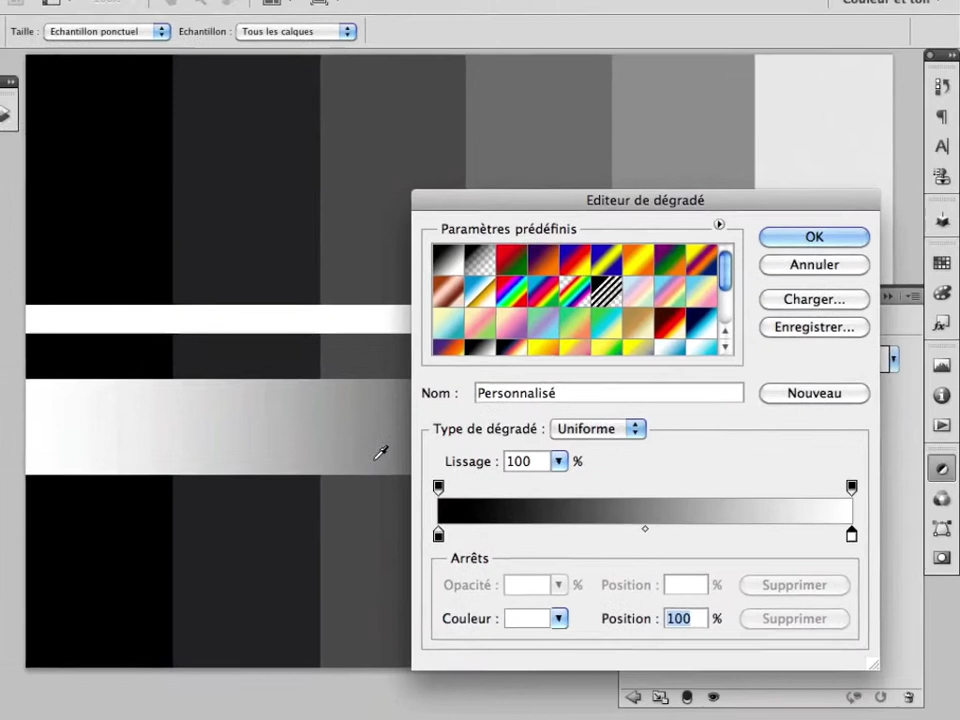 Taille : Echantillon ponctuel Echantillon : Tous les calques
Editeur de dégradé
Paramètres prédéfinis
OK
Annuler
Charger...
Enregistrer...
Nom : Personnalisé
Nouveau
Type de dégradé : Uniforme
Lissage : 100 %
Arrêts
Opacité : % Position : % Supprimer
Couleur : Position : 100 % Supprimer